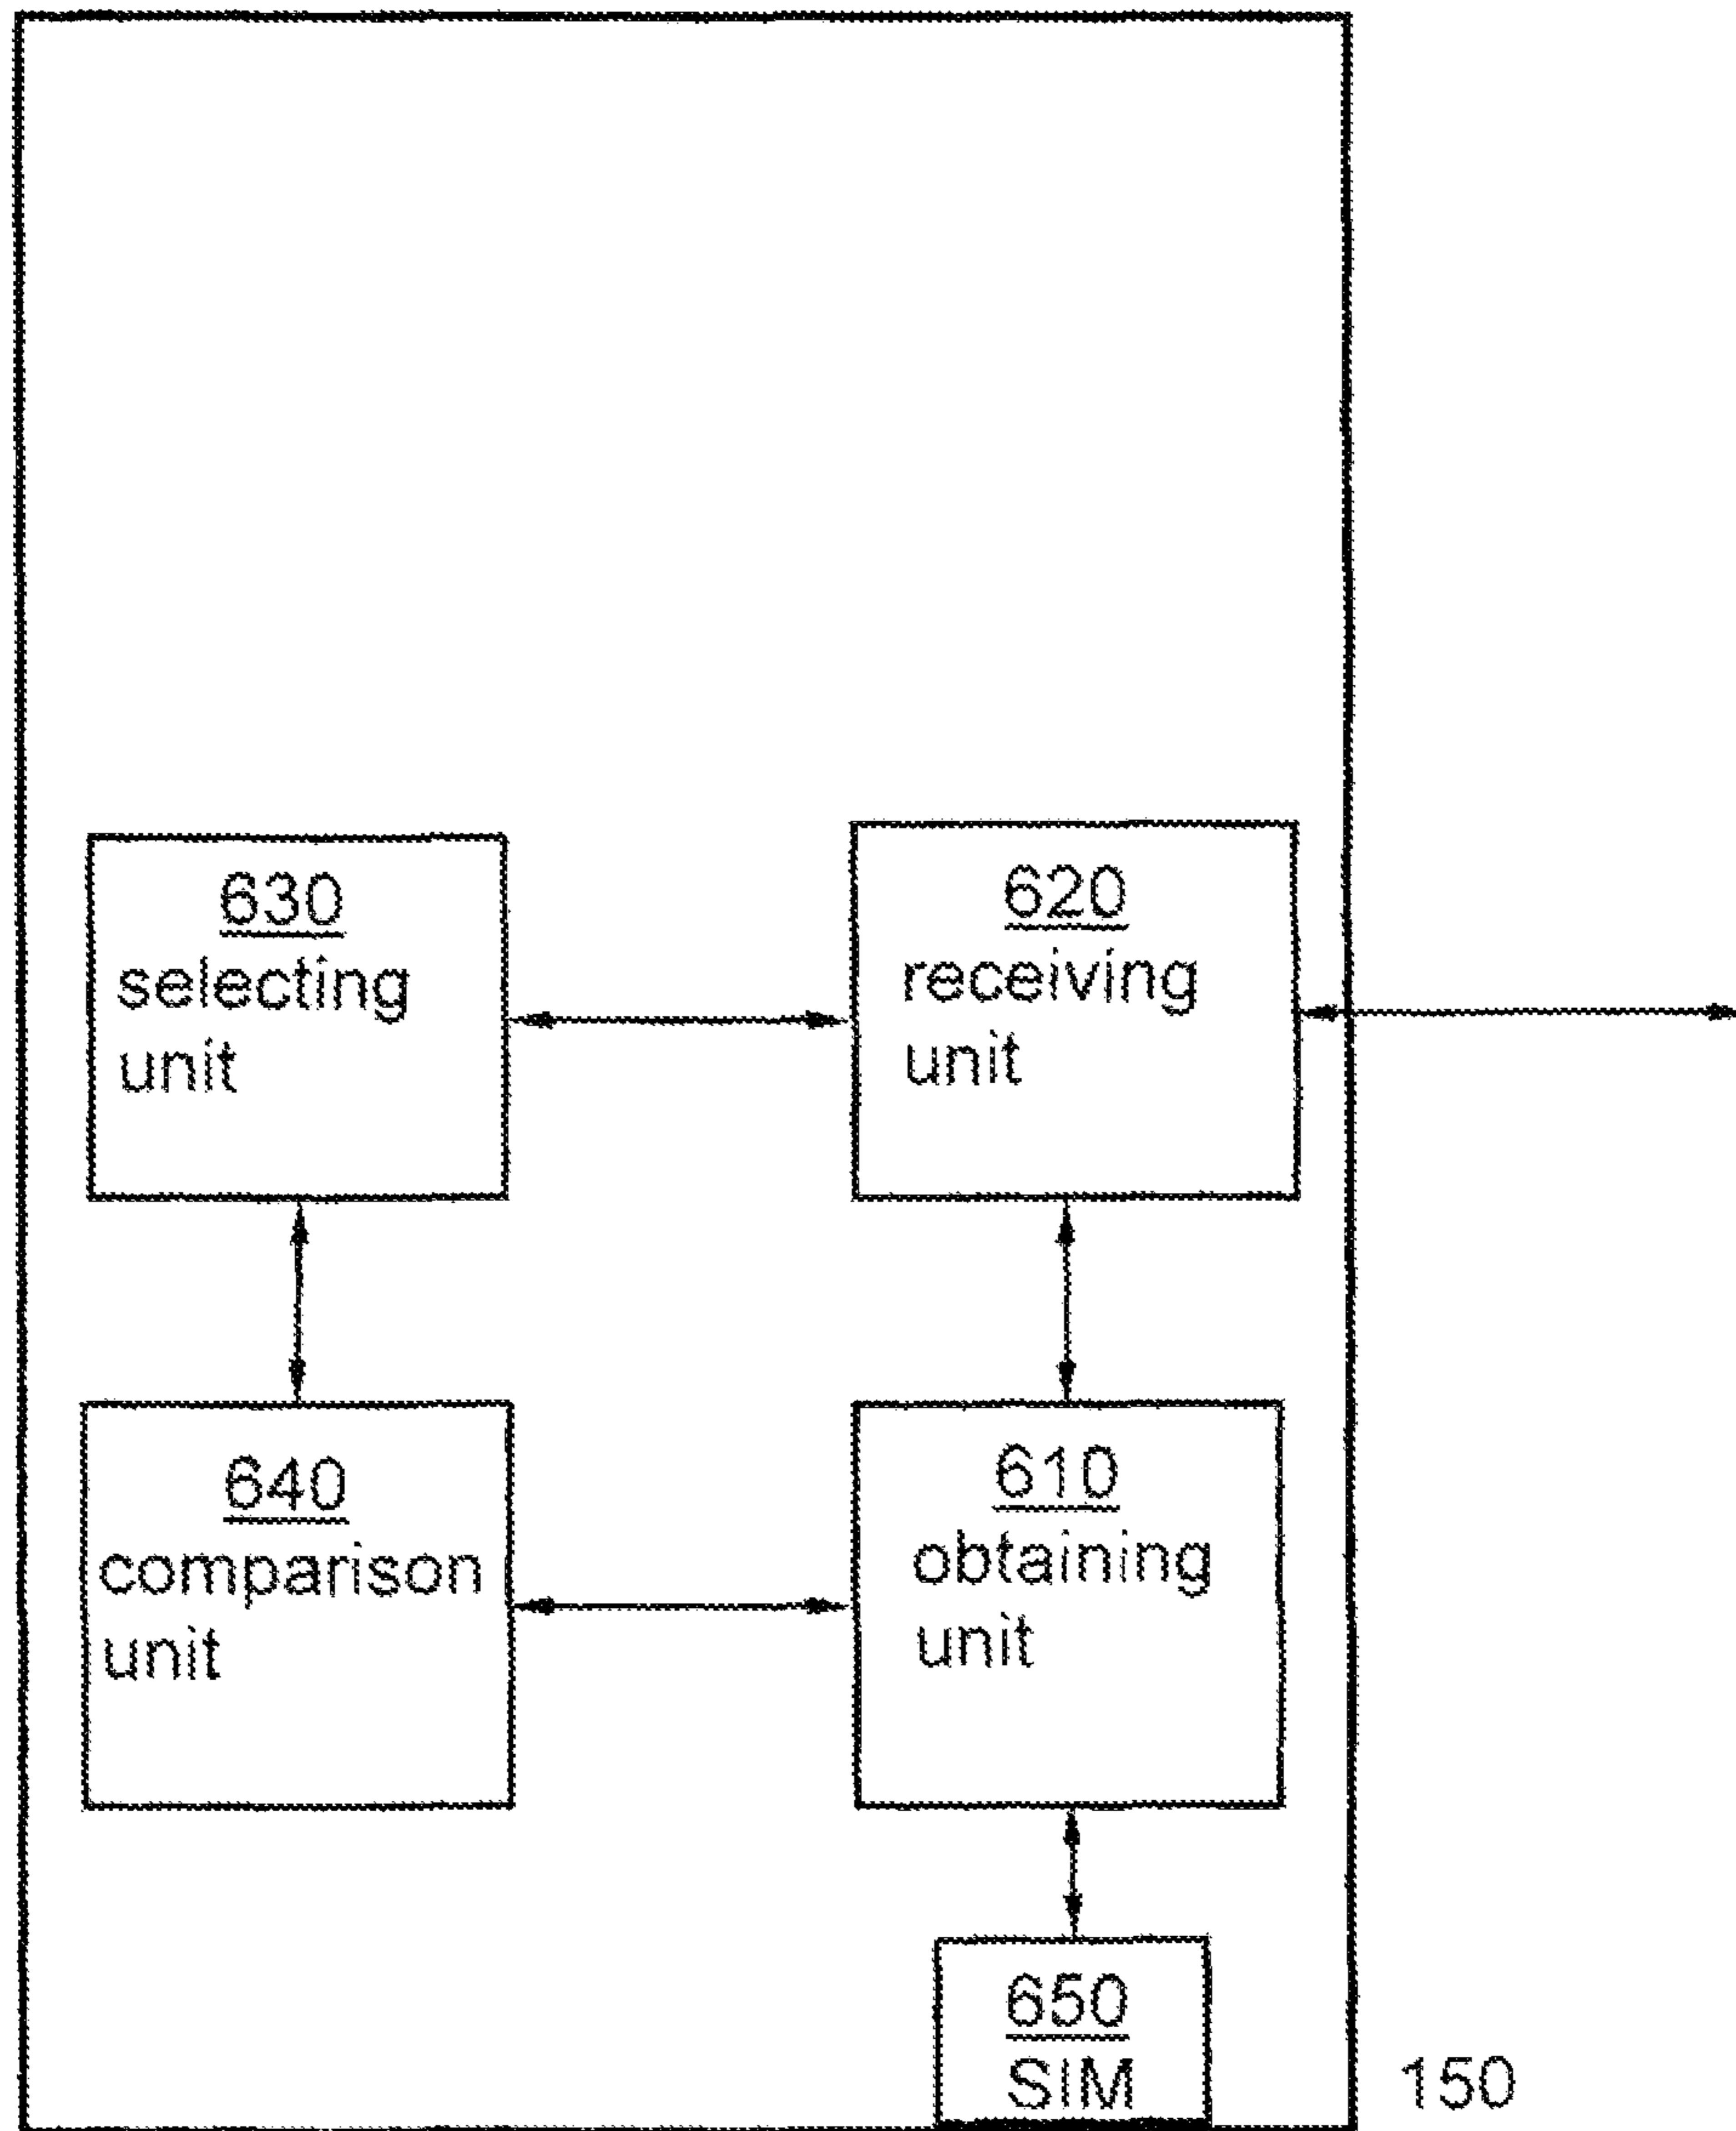 630
selecting
unit
620
receiving
unit
640
comparison
unit
610
obtaining
unit
650
SIM
150